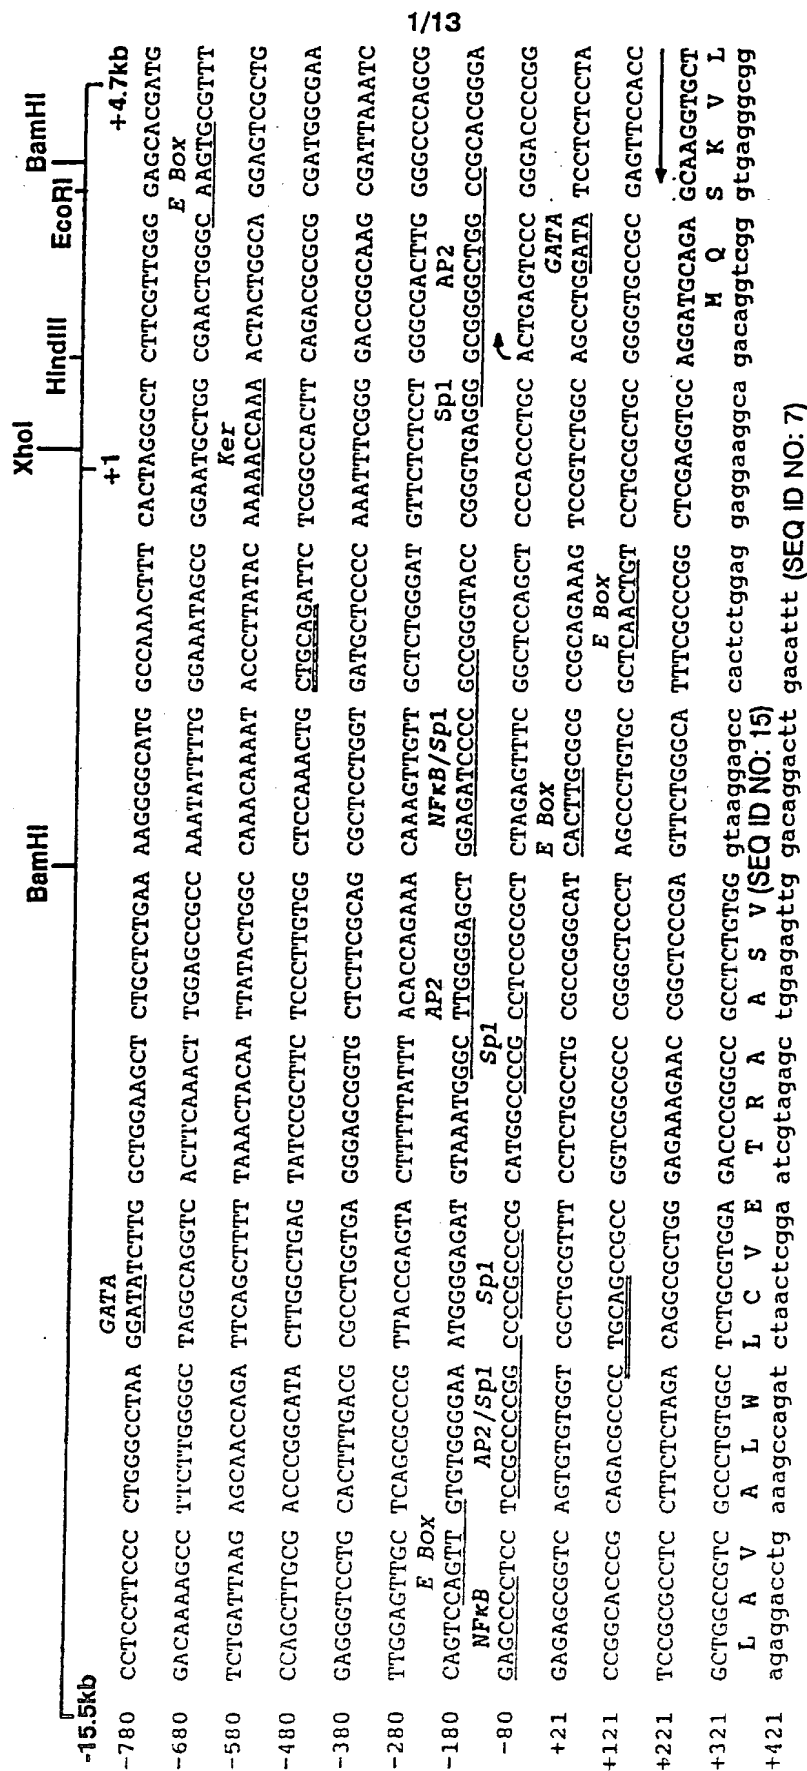 1/13
BamHI XhoI HindIII EcoRI BamHI
-15.5kb +1 +4.7kb
GATA
-780 CCTCCTTCCC CTGGGCCTAA GGATATCTTG GCTGGAAGCT CTGCTCTGAA AAGGGGCATG GCCAAACTTT CACTAGGGCT CTTCGTTGGG GAGCACGATG
E Box
-680 GACAAAAGCC TTCTTGGGGC TAGGCAGGTC ACTTCAAACT TGGAGCCGCC AAATATTTTG GGAAATAGCG GGAATGCTGG CGAACTGGGC AAGTGCGTTT
Ker
-580 TCTGATTAAG AGCAACCAGA TTCAGCTTTT TAAACTACAA TTATACTGGC CAAACAAAAT ACCCTTATAC AAAAACCAAA ACTACTGGCA GGAGTCGCTG
-480 CCAGCTTGCG ACCCGGCATA CTTGGCTGAG TATCCGCTTC TCCCTTGTGG CTCCAAACTG CTGCAGATTC TCGGCCACTT CAGACGCGCG CGATGGCGAA
-380 GAGGGTCCTG CACTTTGACG CGCCTGGTGA GGGAGCGGTG CTCTTCGCAG CGCTCCTGGT GATGCTCCCC AAATTTCGGG GACCGGCAAG CGATTAAATC
-280 TTGGAGTTGC TCAGCGCCCG TTACCGAGTA CTTTTTATTT ACACCAGAAA CAAAGTTGTT GCTCTGGGAT GTTCTCTCCT GGGCGACTTG GGGCCCAGCG
E Box AP2 NFκB/Sp1 Sp1 AP2
-180 CAGTCCAGTT GTGTGGGGAA ATGGGGAGAT GTAAATGGGC TTGGGGAGCT GGAGATCCCC GCCGGGTACC CGGGTGAGGG GCGGGGCTGG CCGCACGGGA
NFκB AP2/Sp1 Sp1 Sp1
-80 GAGCCCCTCC TCCGCCCCGG CCCCGCCCCG CATGGCCCCG CCTCCGCGCT CTAGAGTTTC GGCTCCAGCT CCCACCCTGC ACTGAGTCCC GGGACCCCGG
E Box GATA
+21 GAGAGCGGTC AGTGTGTGGT CGCTGCGTTT CCTCTGCCTG CGCCGGGCAT CACTTGCGCG CCGCAGAAAG TCCGTCTGGC AGCCTGGATA TCCTCTCCTA
E Box
+121 CCGGCACCCG CAGACGCCCC TGCAGCCGCC GGTCGGCGCC CGGGCTCCCT AGCCCTGTGC GCTCAACTGT CCTGCGCTGC GGGGTGCCGC GAGTTCCACC
+221 TCCGCGCCTC CTTCTCTAGA CAGGCGCTGG GAGAAAGAAC CGGCTCCCGA GTTCTGGGCA TTTCGCCCGG CTCGAGGTGC AGGATGCAGA GCAAGGTGCT
M Q S K V L
+321 GCTGGCCGTC GCCCTGTGGC TCTGCGTGGA GACCCGGGCC GCCTCTGTGG gtaaggagcc cactctggag gaggaaggca gacaggtcgg gtgagggcgg
L A V A L W L C V E T R A A S V (SEQ ID NO: 15)
+421 agaggacctg aaagccagat ctaactcgga atcgtagagc tggagagttg gacaggactt gacattt (SEQ ID NO: 7)